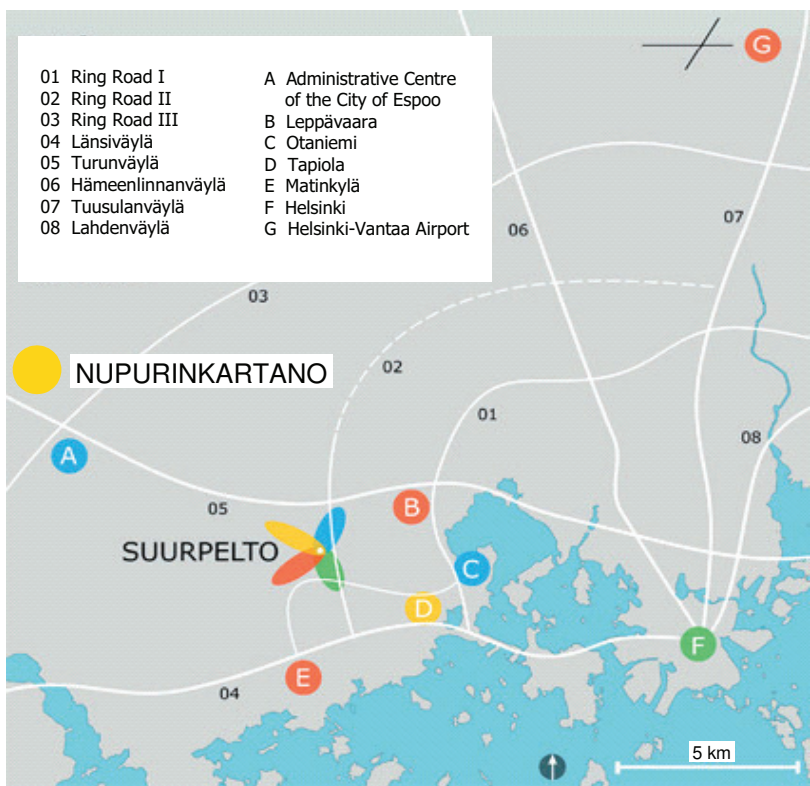 01 Ring Road I
02 Ring Road II
03 Ring Road III
04 Länsiväylä
05 Turunväylä
06 Hämeenlinnanväylä
07 Tuusulanväylä
08 Lahdenväylä
A Administrative Centre
of the City of Espoo
B Leppävaara
C Otaniemi
D Tapiola
E Matinkylä
F Helsinki
G Helsinki-Vantaa Airport
G
07
06
03
02
NUPURINKARTANO
01
08
A
05
B
SUURPELTO
C
D
F
E
04
5 km